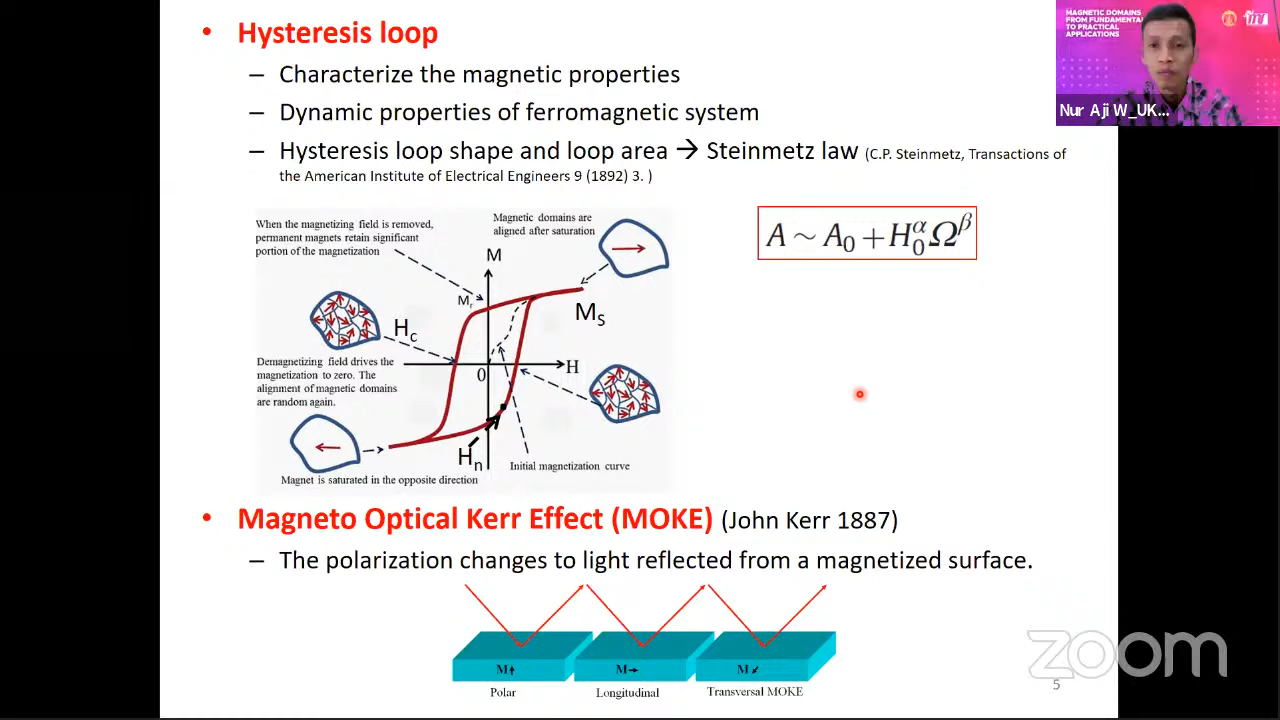 • Hysteresis loop
– Characterize the magnetic properties
– Dynamic properties of ferromagnetic system
– Hysteresis loop shape and loop area → Steinmetz law (C.P. Steinmetz, Transactions of
the American Institute of Electrical Engineers 9 (1892) 3. )
When the magnetizing field is removed,
permanent magnets retain significant
portion of the magnetization
Magnetic domains are
aligned after saturation
M
Mr
MS
Hc
0
H
Demagnetizing field drives the
magnetization to zero. The
alignment of magnetic domains
are random again.
Hn
Initial magnetization curve
Magnet is saturated in the opposite direction
A ~ A₀ + H₀^α Ω^β
• Magneto Optical Kerr Effect (MOKE) (John Kerr 1887)
– The polarization changes to light reflected from a magnetized surface.
M↑
M→
M↙
Polar
Longitudinal
Transversal MOKE
5
zoom
MAGNETIC DOMAINS
FROM FUNDAMENTA
TO PRACTICAL
APPLICATIONS
itv
Nur Aji W_UK...